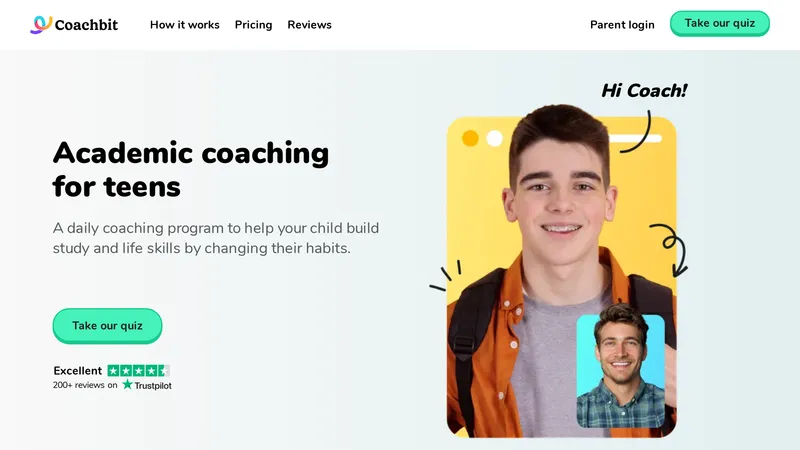 Coachbit
How it works
Pricing
Reviews
Parent login
Take our quiz
Hi Coach!
Academic coaching
for teens
A daily coaching program to help your child build
study and life skills by changing their habits.
Take our quiz
Excellent
200+ reviews on Trustpilot